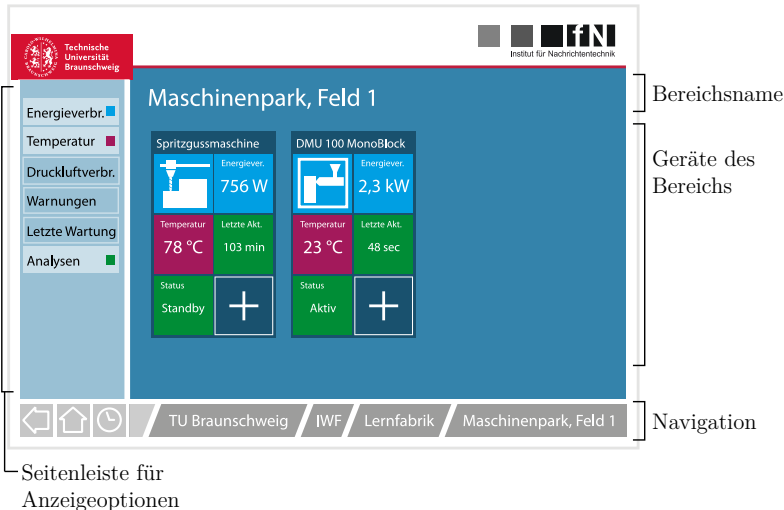 Technische
Universität
Braunschweig
IfN
Institut für Nachrichtentechnik
Maschinenpark, Feld 1
Bereichsname
Energieverbr.
Temperatur
Druckluftverbr.
Warnungen
Letzte Wartung
Analysen
Spritzgussmaschine
Energiever.
756 W
Temperatur
78 °C
Letzte Akt.
103 min
Status
Standby
DMU 100 MonoBlock
Energiever.
2,3 kW
Temperatur
23 °C
Letzte Akt.
48 sec
Status
Aktiv
Geräte des
Bereichs
TU Braunschweig
IWF
Lernfabrik
Maschinenpark, Feld 1
Navigation
Seitenleiste für
Anzeigeoptionen